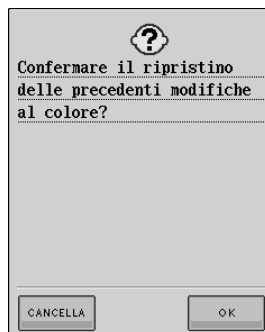 ?
Confermare il ripristino
delle precedenti modifiche
al colore?
CANCELLA
OK